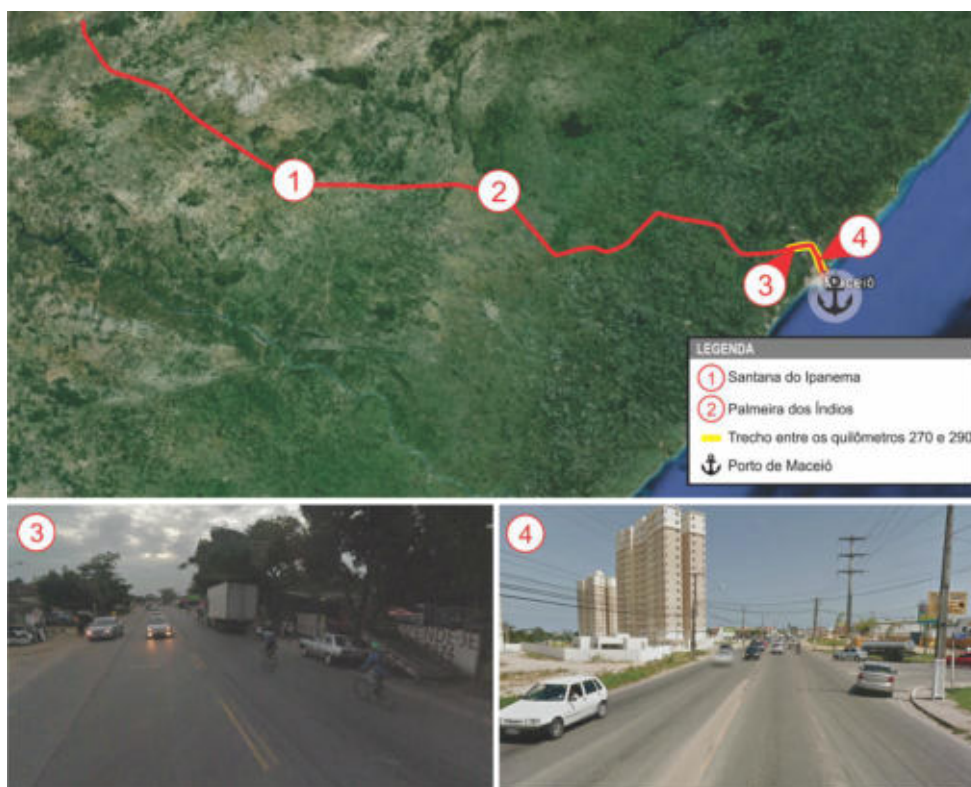 1
2
3
4
Maceió
LEGENDA
1 Santana do Ipanema
2 Palmeira dos Índios
Trecho entre os quilômetros 270 e 290
Porto de Maceió
3
4